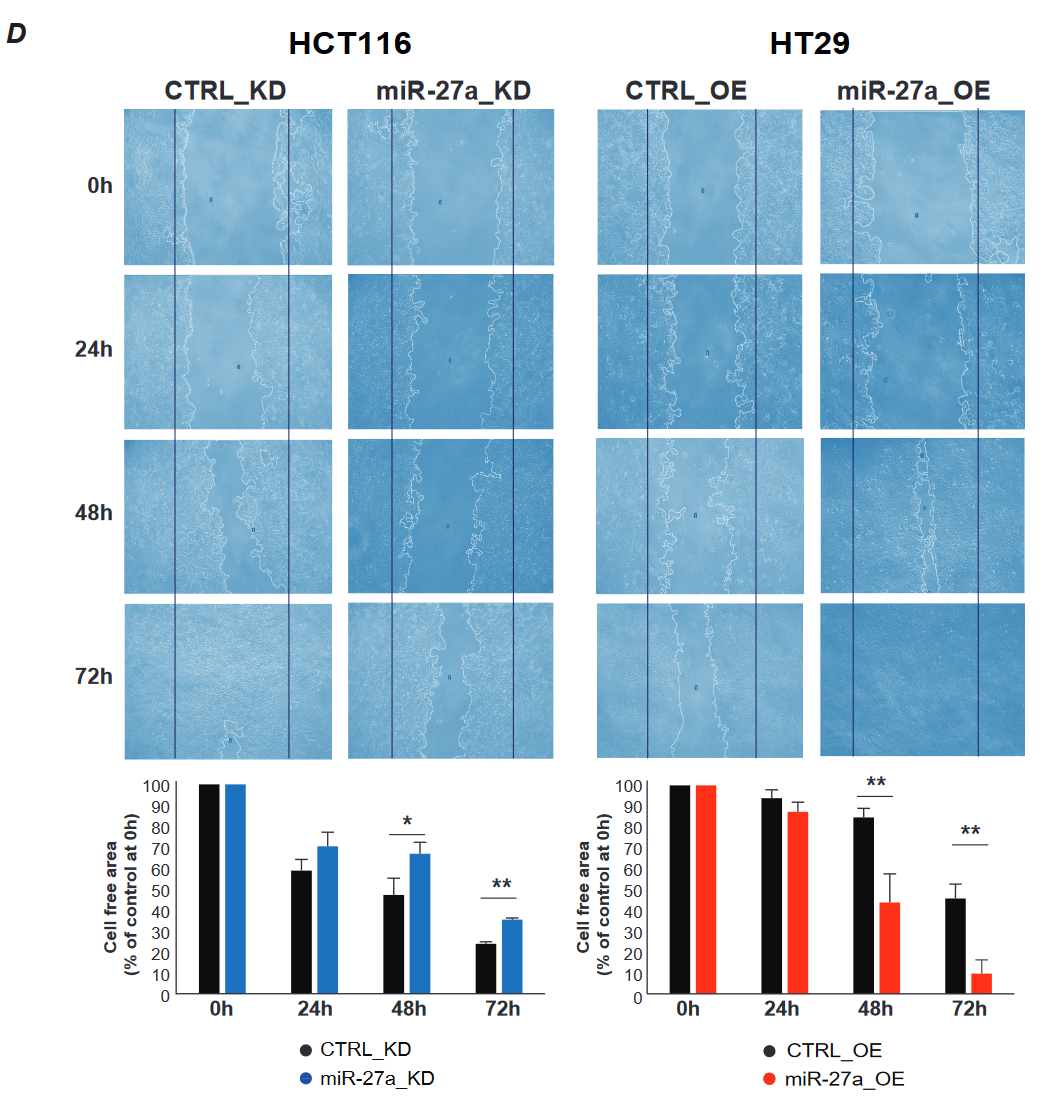 D
HCT116 HT29
CTRL_KD miR-27a_KD CTRL_OE miR-27a_OE
0h
24h
48h
72h
Cell free area
(% of control at 0h)
100
90
80
70
60
50
40
30
20
10
0
*
**
0h 24h 48h 72h
CTRL_KD
miR-27a_KD
Cell free area
(% of control at 0h)
100
90
80
70
60
50
40
30
20
10
0
**
**
0h 24h 48h 72h
CTRL_OE
miR-27a_OE